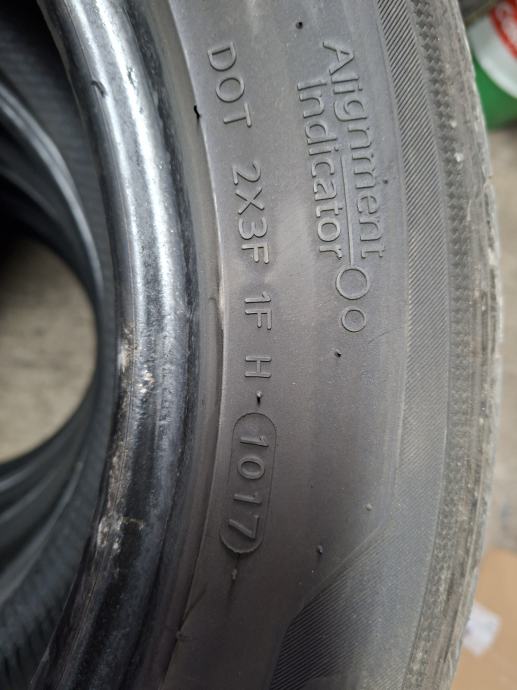 Alignment
Indicator
DOT 2X3F 1F H 1017